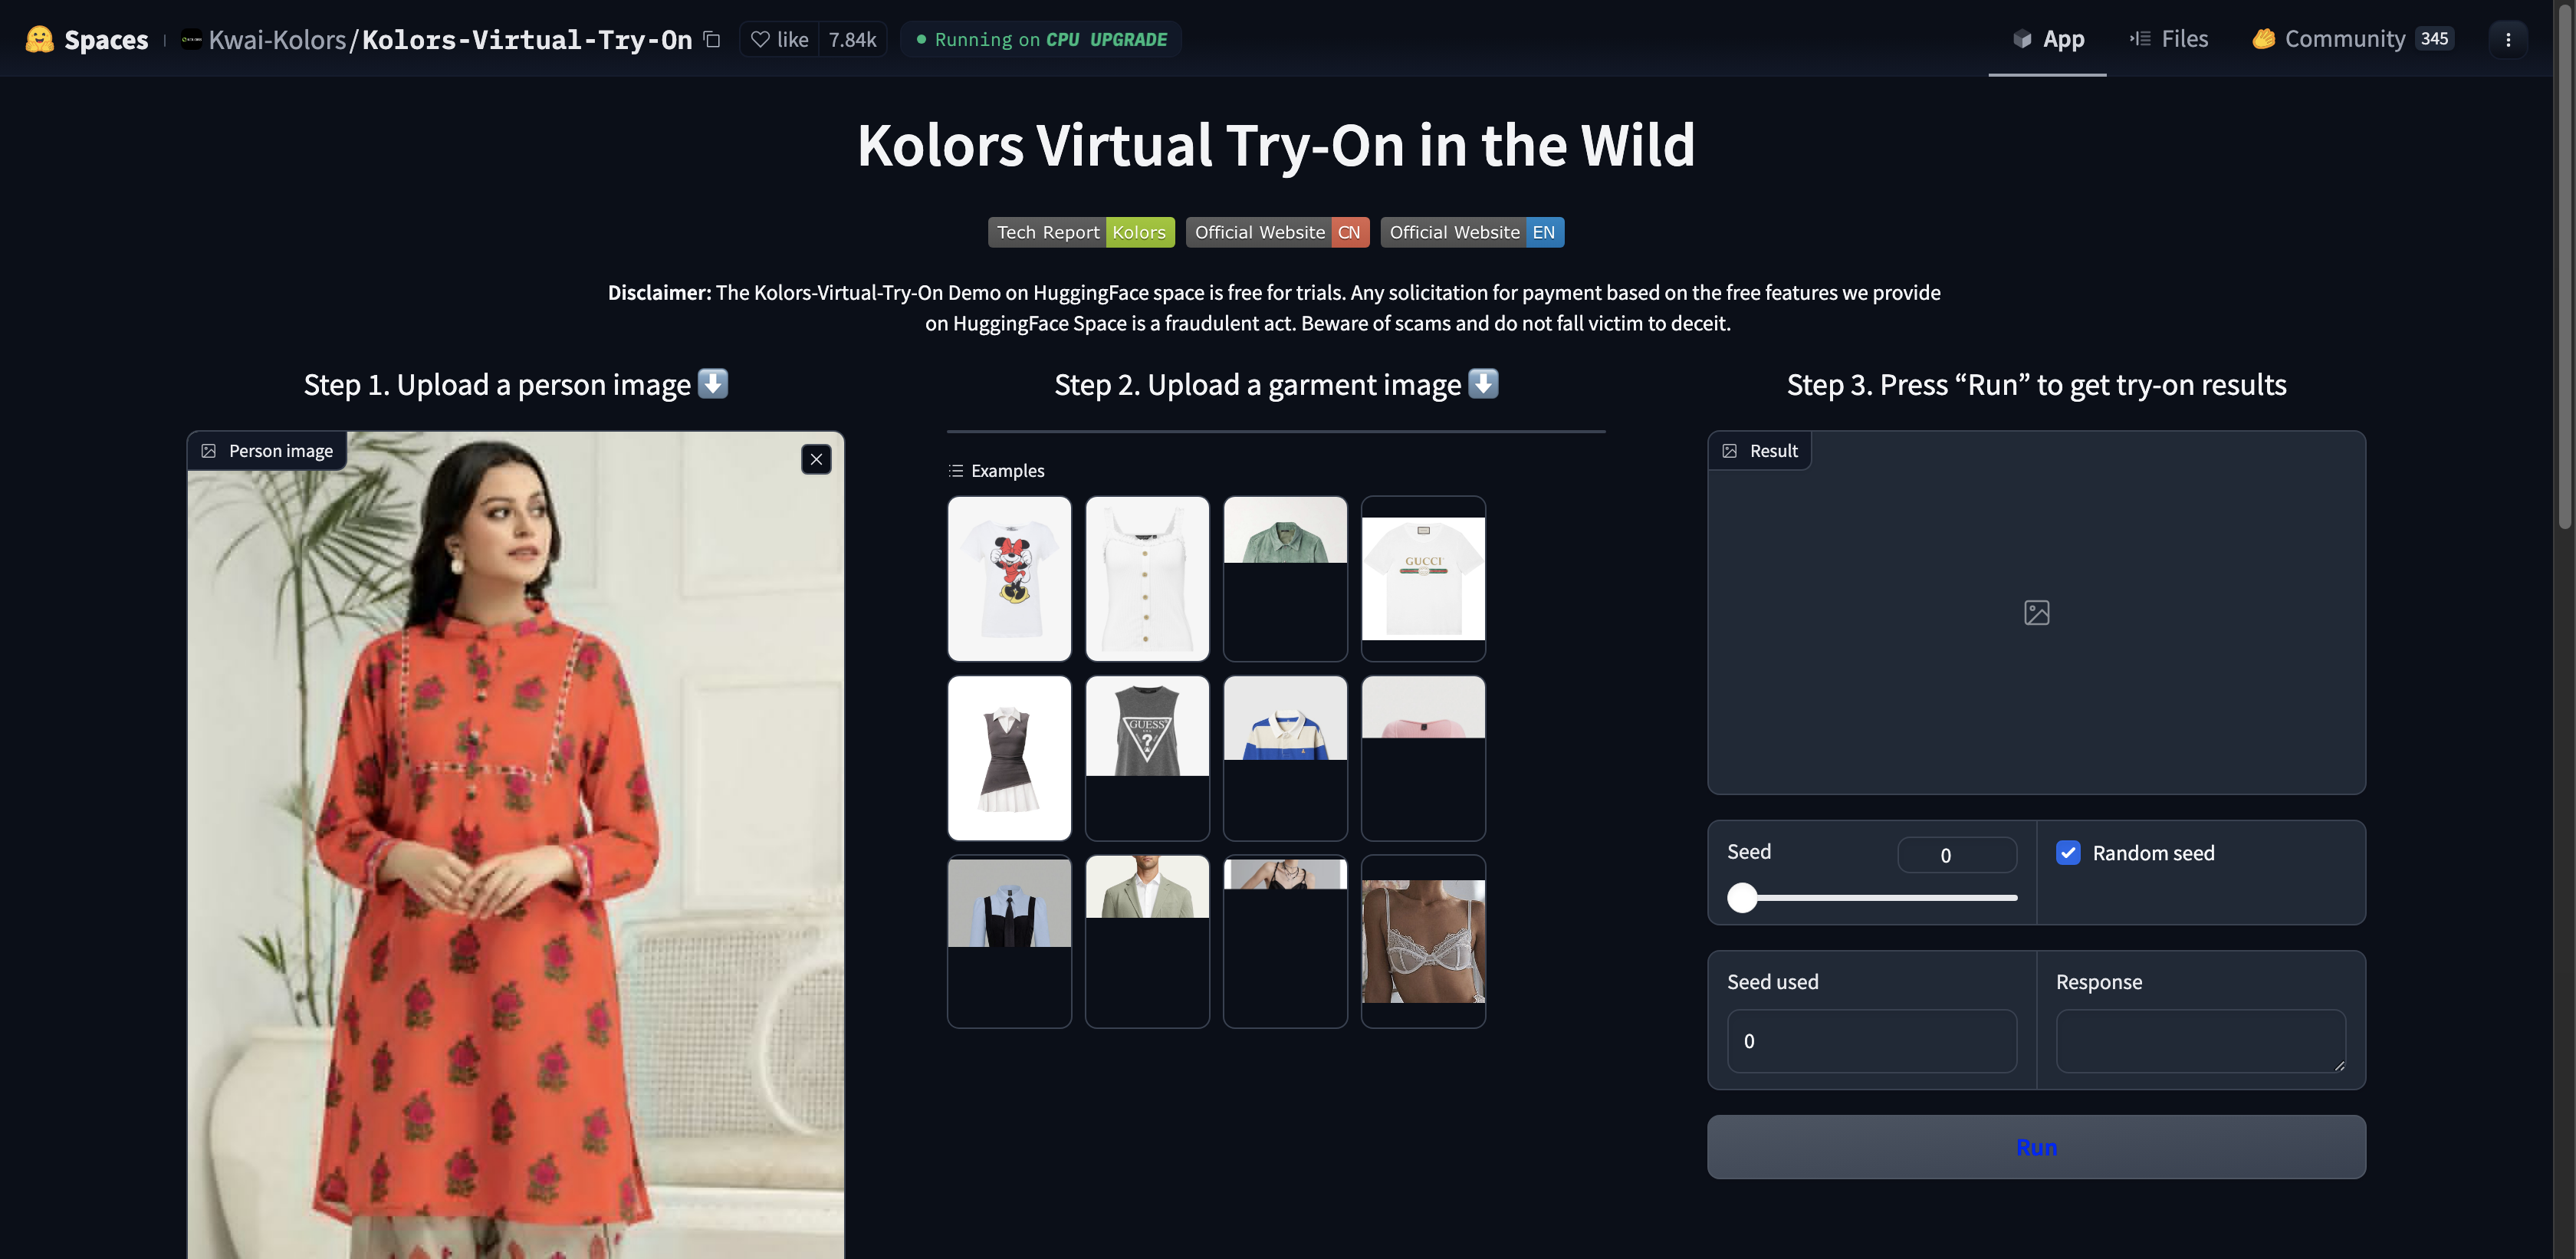 Spaces
Kwai-Kolors/Kolors-Virtual-Try-On
like 7.84k
Running on CPU UPGRADE
App
Files
Community 345
Kolors Virtual Try-On in the Wild
Tech Report Kolors
Official Website CN
Official Website EN
Disclaimer: The Kolors-Virtual-Try-On Demo on HuggingFace space is free for trials. Any solicitation for payment based on the free features we provide
on HuggingFace Space is a fraudulent act. Beware of scams and do not fall victim to deceit.
Step 1. Upload a person image ⬇️
Step 2. Upload a garment image ⬇️
Step 3. Press “Run” to get try-on results
Person image
Examples
GUCCI
GUESS
?
Result
Seed
0
Random seed
Seed used
0
Response
Run